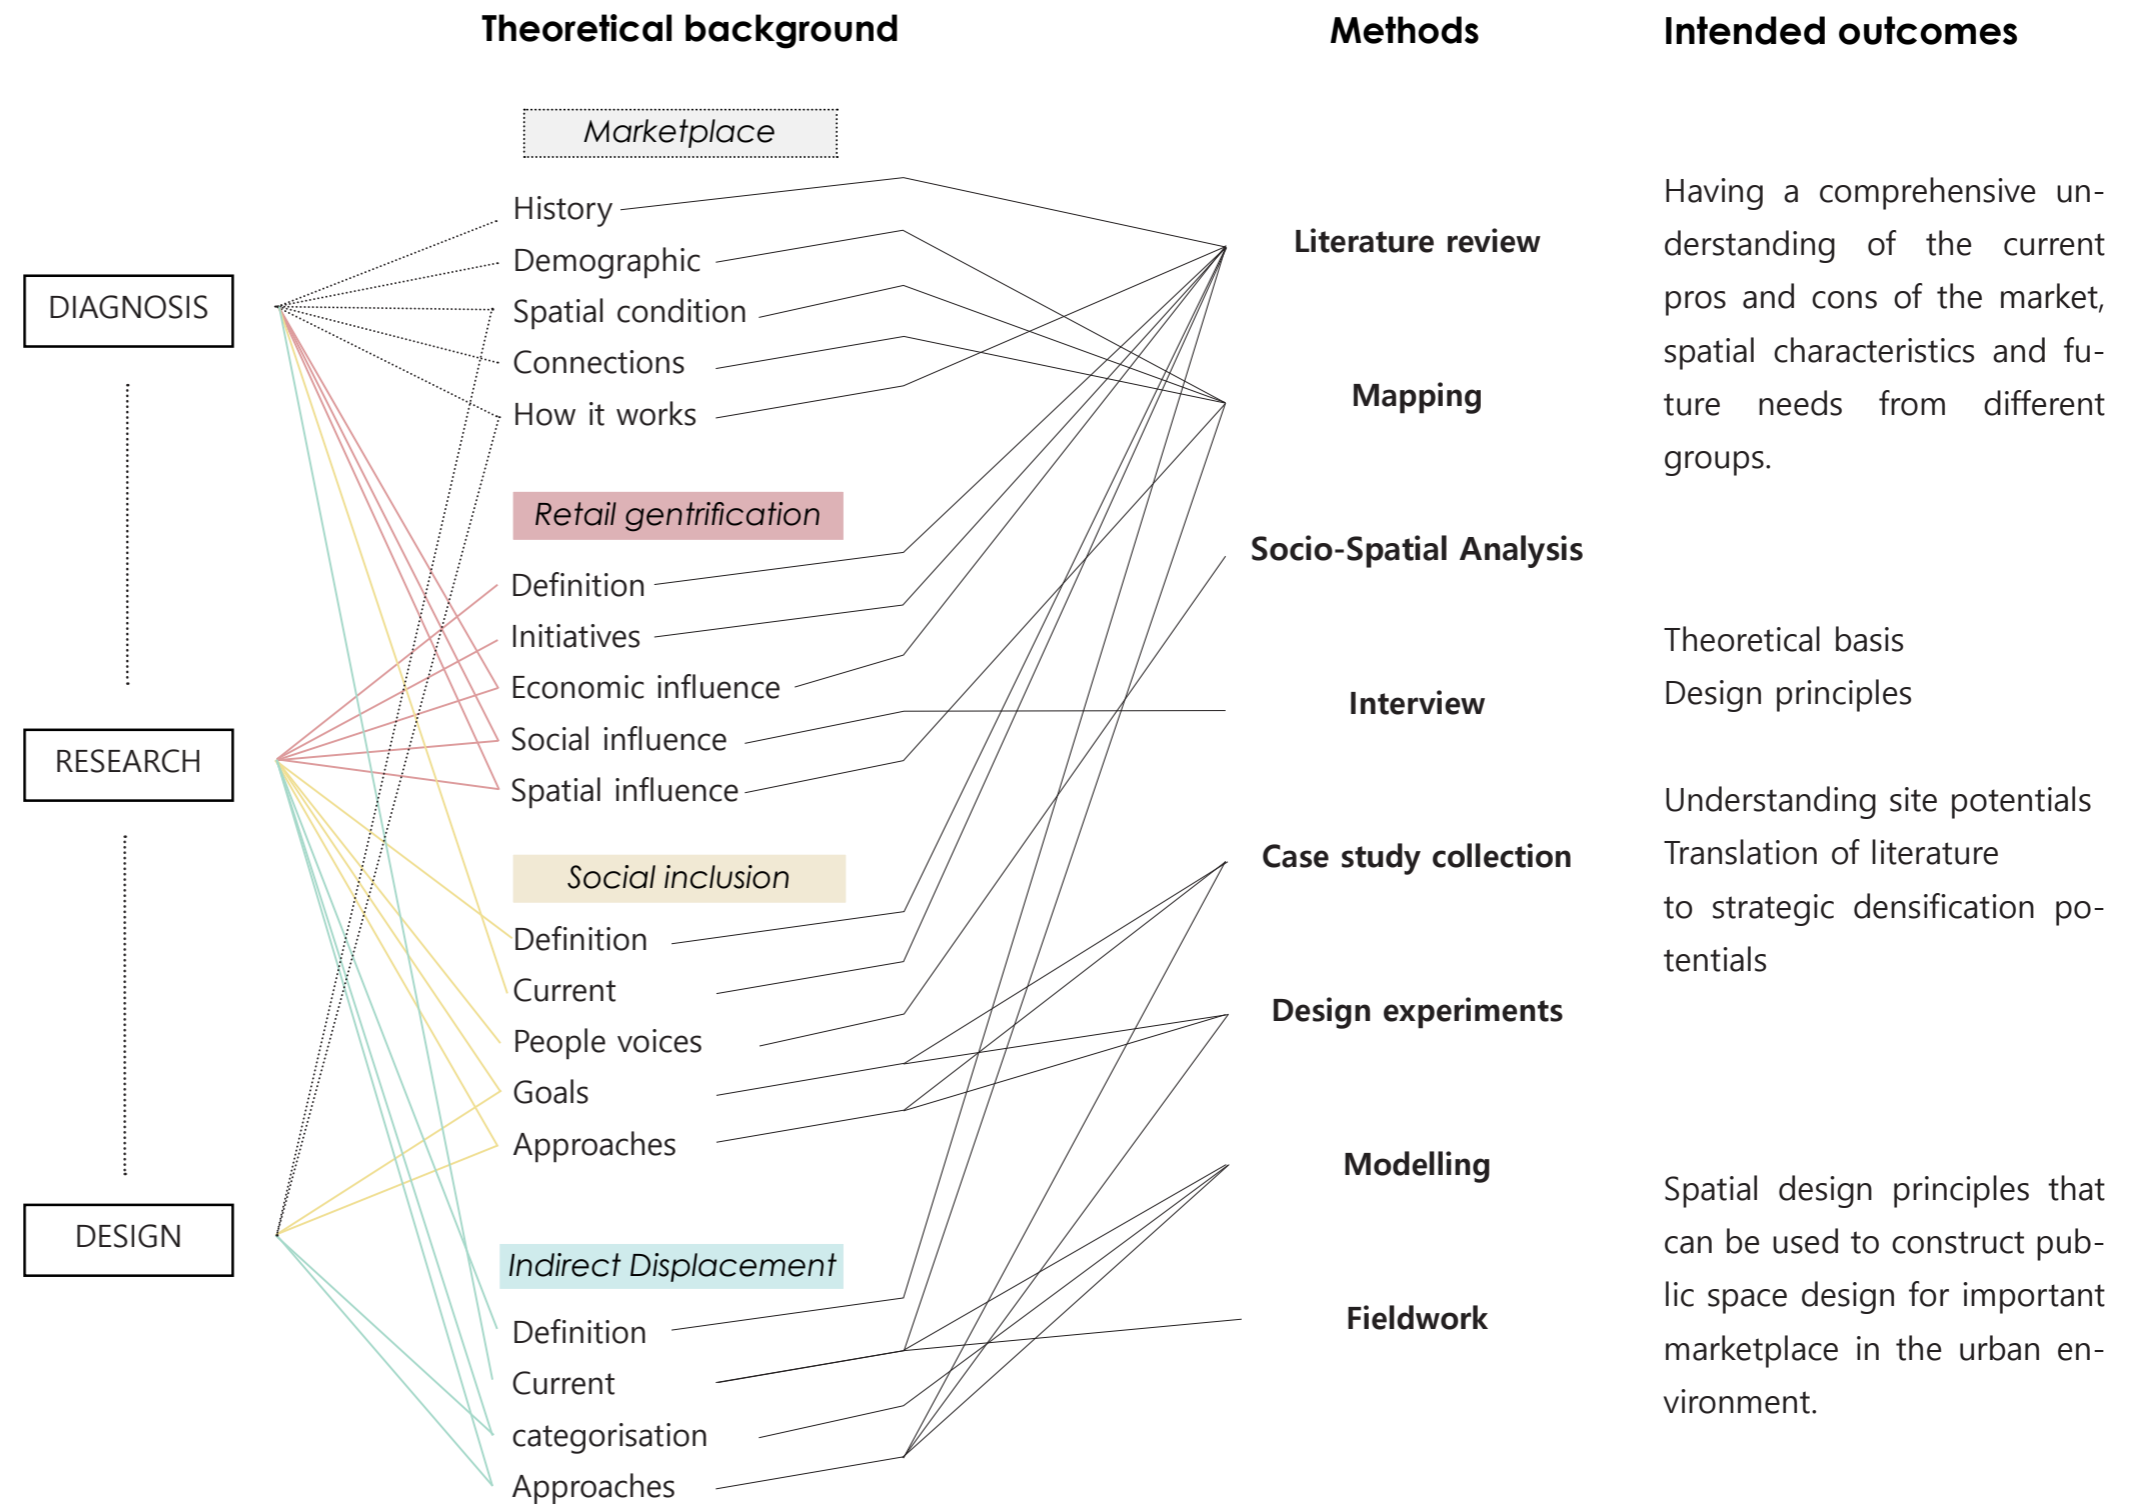 Theoretical background
Methods
Intended outcomes
DIAGNOSIS
RESEARCH
DESIGN
Marketplace
History
Demographic
Spatial condition
Connections
How it works
Retail gentrification
Definition
Initiatives
Economic influence
Social influence
Spatial influence
Social inclusion
Definition
Current
People voices
Goals
Approaches
Indirect Displacement
Definition
Current
categorisation
Approaches
Literature review
Mapping
Socio-Spatial Analysis
Interview
Case study collection
Design experiments
Modelling
Fieldwork
Having a comprehensive un-
derstanding of the current
pros and cons of the market,
spatial characteristics and fu-
ture needs from different
groups.
Theoretical basis
Design principles
Understanding site potentials
Translation of literature
to strategic densification po-
tentials
Spatial design principles that
can be used to construct pub-
lic space design for important
marketplace in the urban en-
vironment.